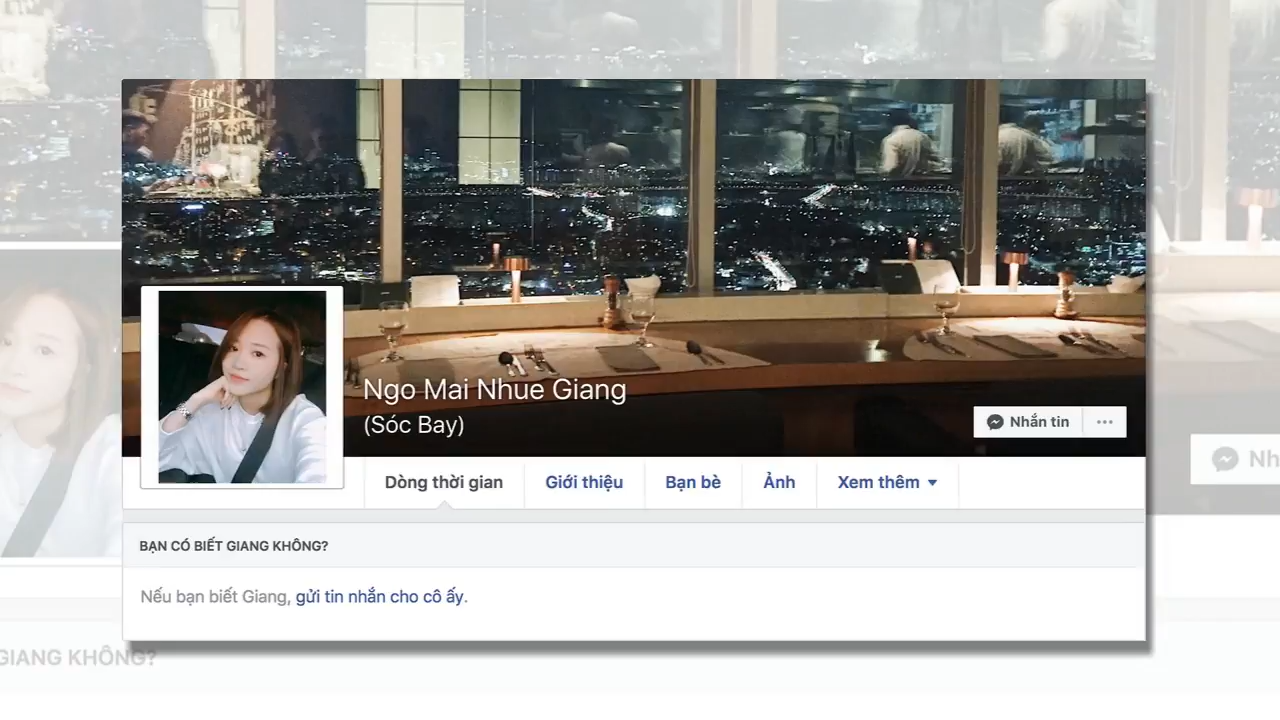 Ngo Mai Nhue Giang
(Sóc Bay)
Nhắn tin
Dòng thời gian
Giới thiệu
Bạn bè
Ảnh
Xem thêm
BẠN CÓ BIẾT GIANG KHÔNG?
Nếu bạn biết Giang, gửi tin nhắn cho cô ấy.
Nh
GIANG KHÔNG?